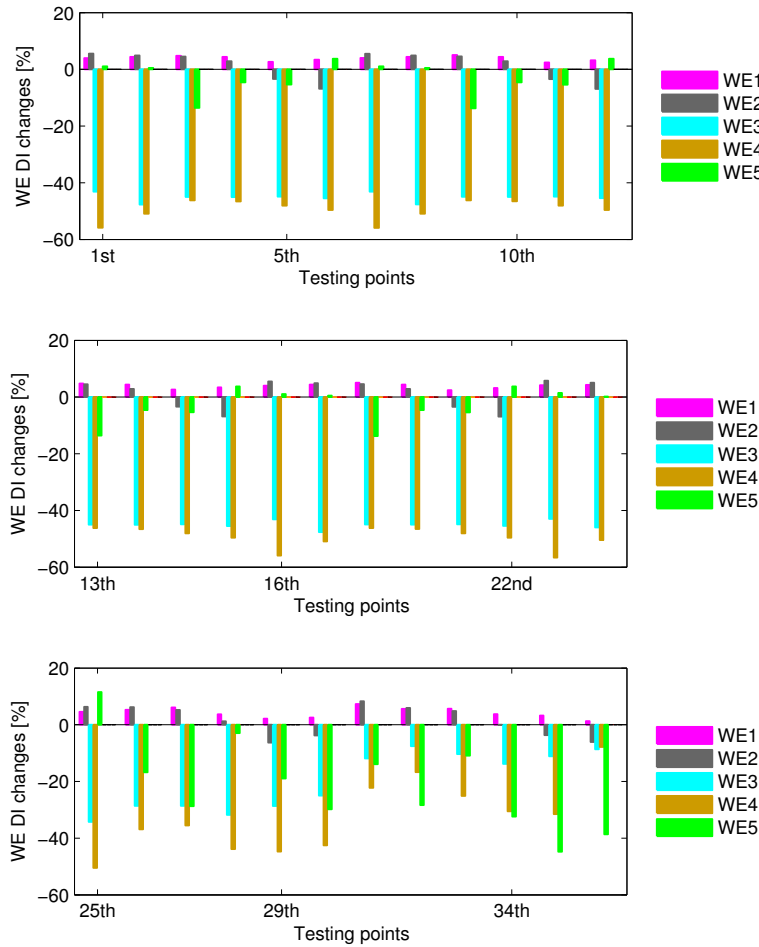 20
0
−20
−40
−60
WE DI changes [%]
1st 5th 10th
Testing points
WE1
WE2
WE3
WE4
WE5
20
0
−20
−40
−60
WE DI changes [%]
13th 16th 22nd
Testing points
WE1
WE2
WE3
WE4
WE5
20
0
−20
−40
−60
WE DI changes [%]
25th 29th 34th
Testing points
WE1
WE2
WE3
WE4
WE5